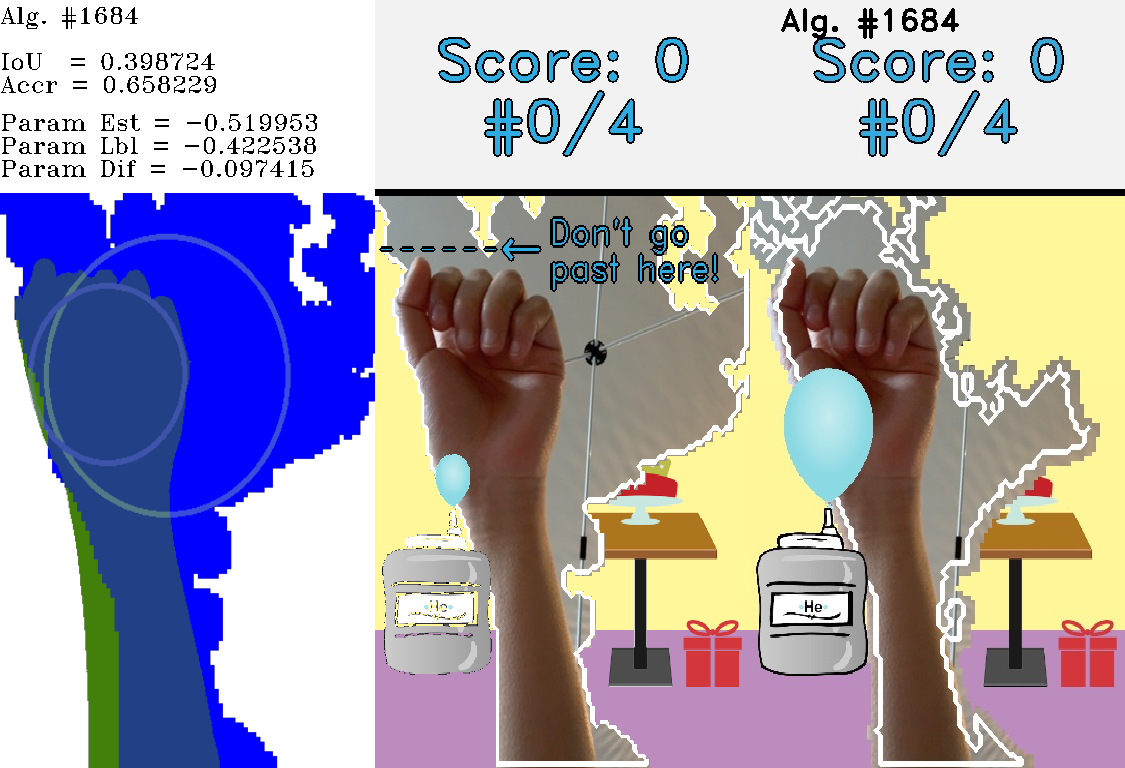 Alg. #1684
IoU = 0.398724
Accr = 0.658229
Param Est = −0.519953
Param Lbl = −0.422538
Param Dif = −0.097415
Score: 0
#0/4
Don't go
past here!
He
Alg. #1684
Score: 0
#0/4
He